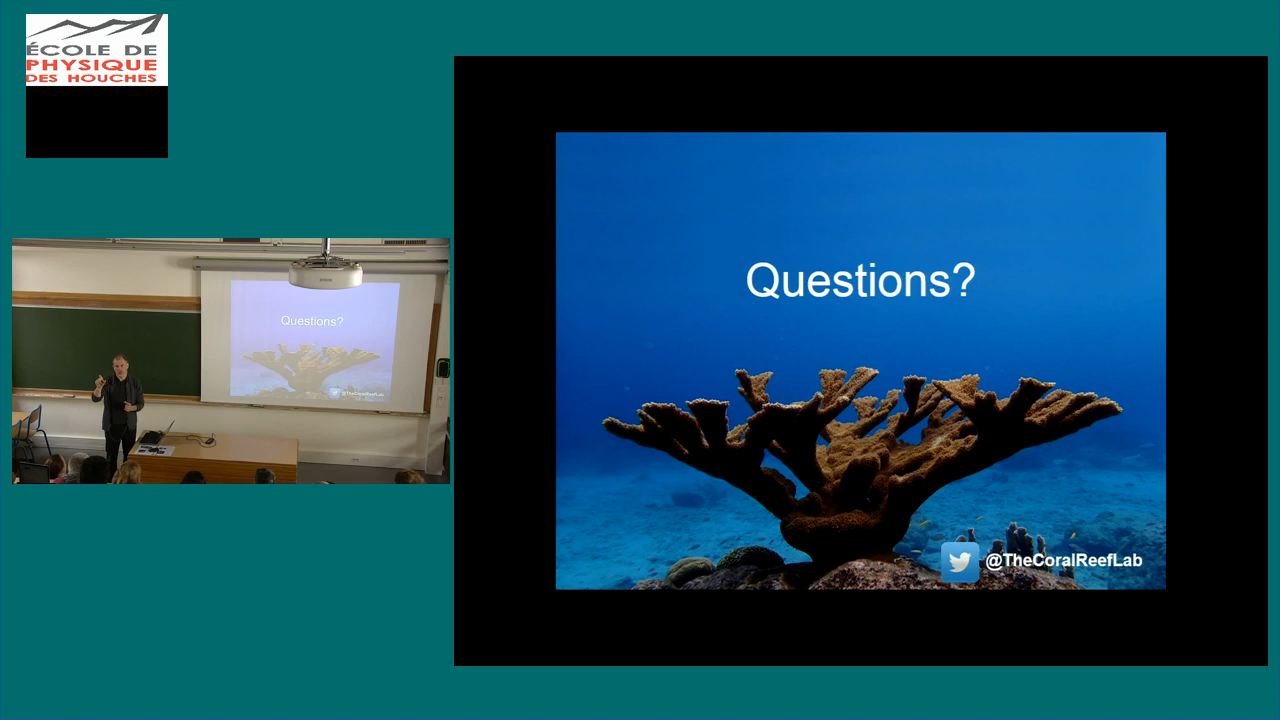 ÉCOLE DE
PHYSIQUE
DES HOUCHES
Questions?
@TheCoralReefLab
Questions?
@TheCoralReefLab